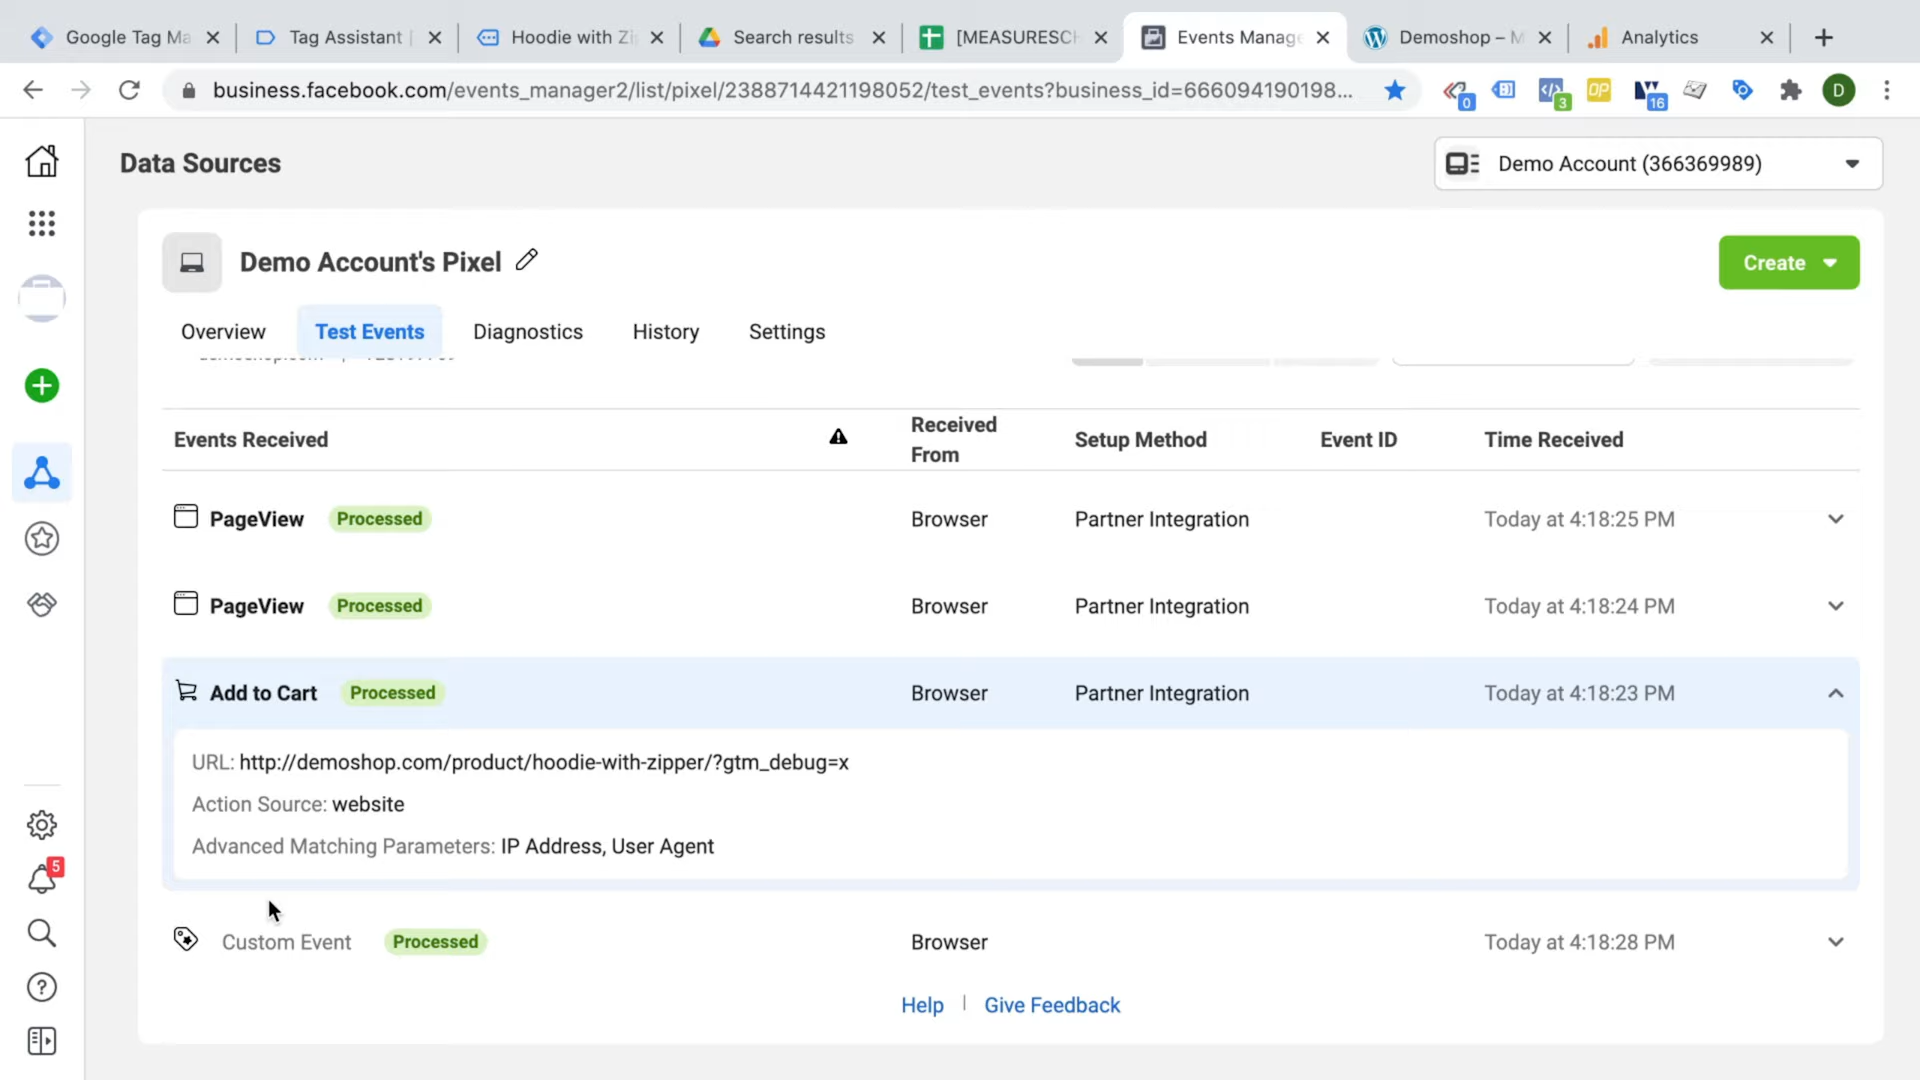 Google Tag Ma
Tag Assistant
Hoodie with Zi
Search results
[MEASURESCH
Events Manage
Demoshop – M
Analytics
business.facebook.com/events_manager2/list/pixel/2388714421198052/test_events?business_id=666094190198...
0
3
OP
16
D
Data Sources
Demo Account (366369989)
Demo Account's Pixel
Create
Overview
Test Events
Diagnostics
History
Settings
Events Received
Received From
Setup Method
Event ID
Time Received
PageView Processed Browser Partner Integration Today at 4:18:25 PM
PageView Processed Browser Partner Integration Today at 4:18:24 PM
Add to Cart Processed Browser Partner Integration Today at 4:18:23 PM
URL: http://demoshop.com/product/hoodie-with-zipper/?gtm_debug=x
Action Source: website
Advanced Matching Parameters: IP Address, User Agent
Custom Event Processed Browser Today at 4:18:28 PM
5
Help
Give Feedback